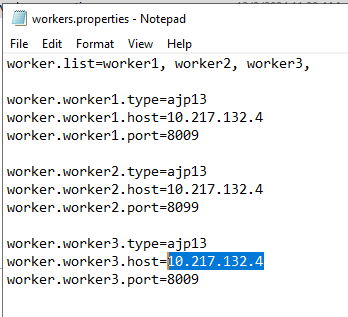 workers.properties - Notepad
File Edit Format View Help
worker.list=worker1, worker2, worker3,
worker.worker1.type=ajp13
worker.worker1.host=10.217.132.4
worker.worker1.port=8009
worker.worker2.type=ajp13
worker.worker2.host=10.217.132.4
worker.worker2.port=8099
worker.worker3.type=ajp13
worker.worker3.host=10.217.132.4
worker.worker3.port=8009